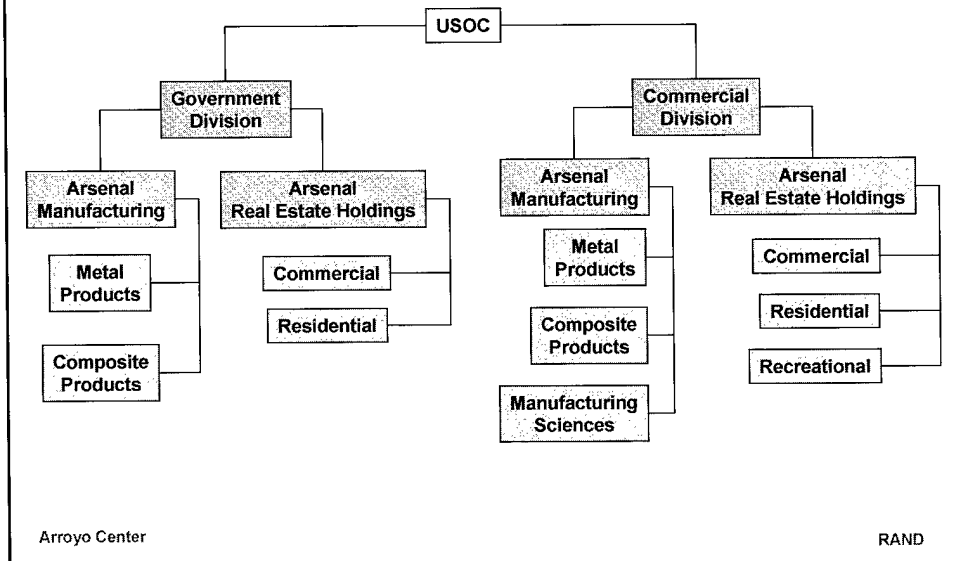 USOC
Government
Division
Commercial
Division
Arsenal
Manufacturing
Arsenal
Real Estate Holdings
Arsenal
Manufacturing
Arsenal
Real Estate Holdings
Metal
Products
Composite
Products
Commercial
Residential
Metal
Products
Composite
Products
Manufacturing
Sciences
Commercial
Residential
Recreational
Arroyo Center
RAND